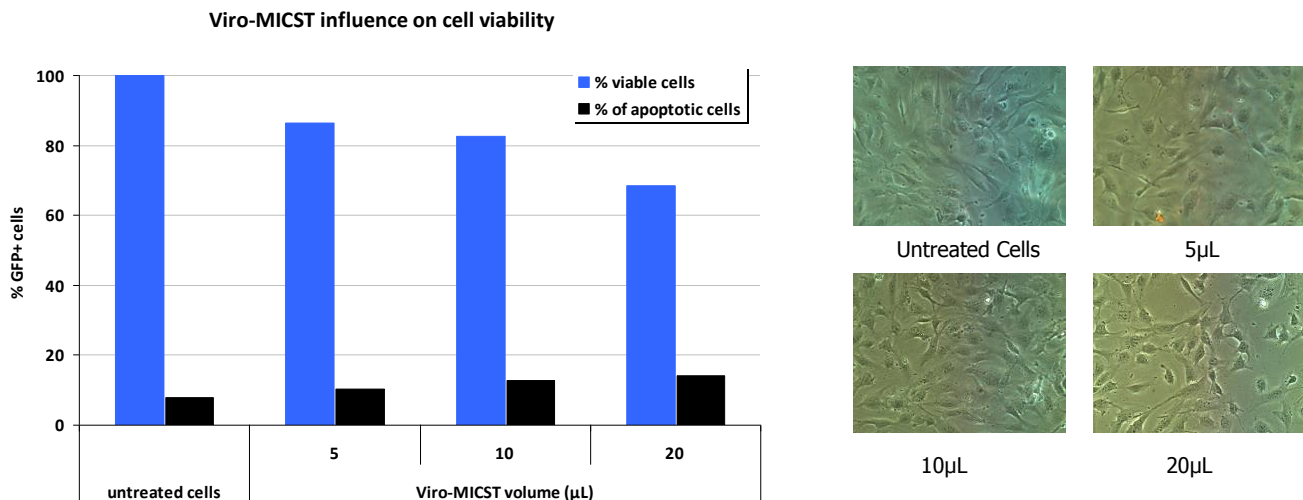 Viro-MICST influence on cell viability
100
80
60
40
20
0
% GFP+ cells
% viable cells
% of apoptotic cells
5 10 20
untreated cells Viro-MICST volume (µL)
Untreated Cells 5µL
10µL 20µL